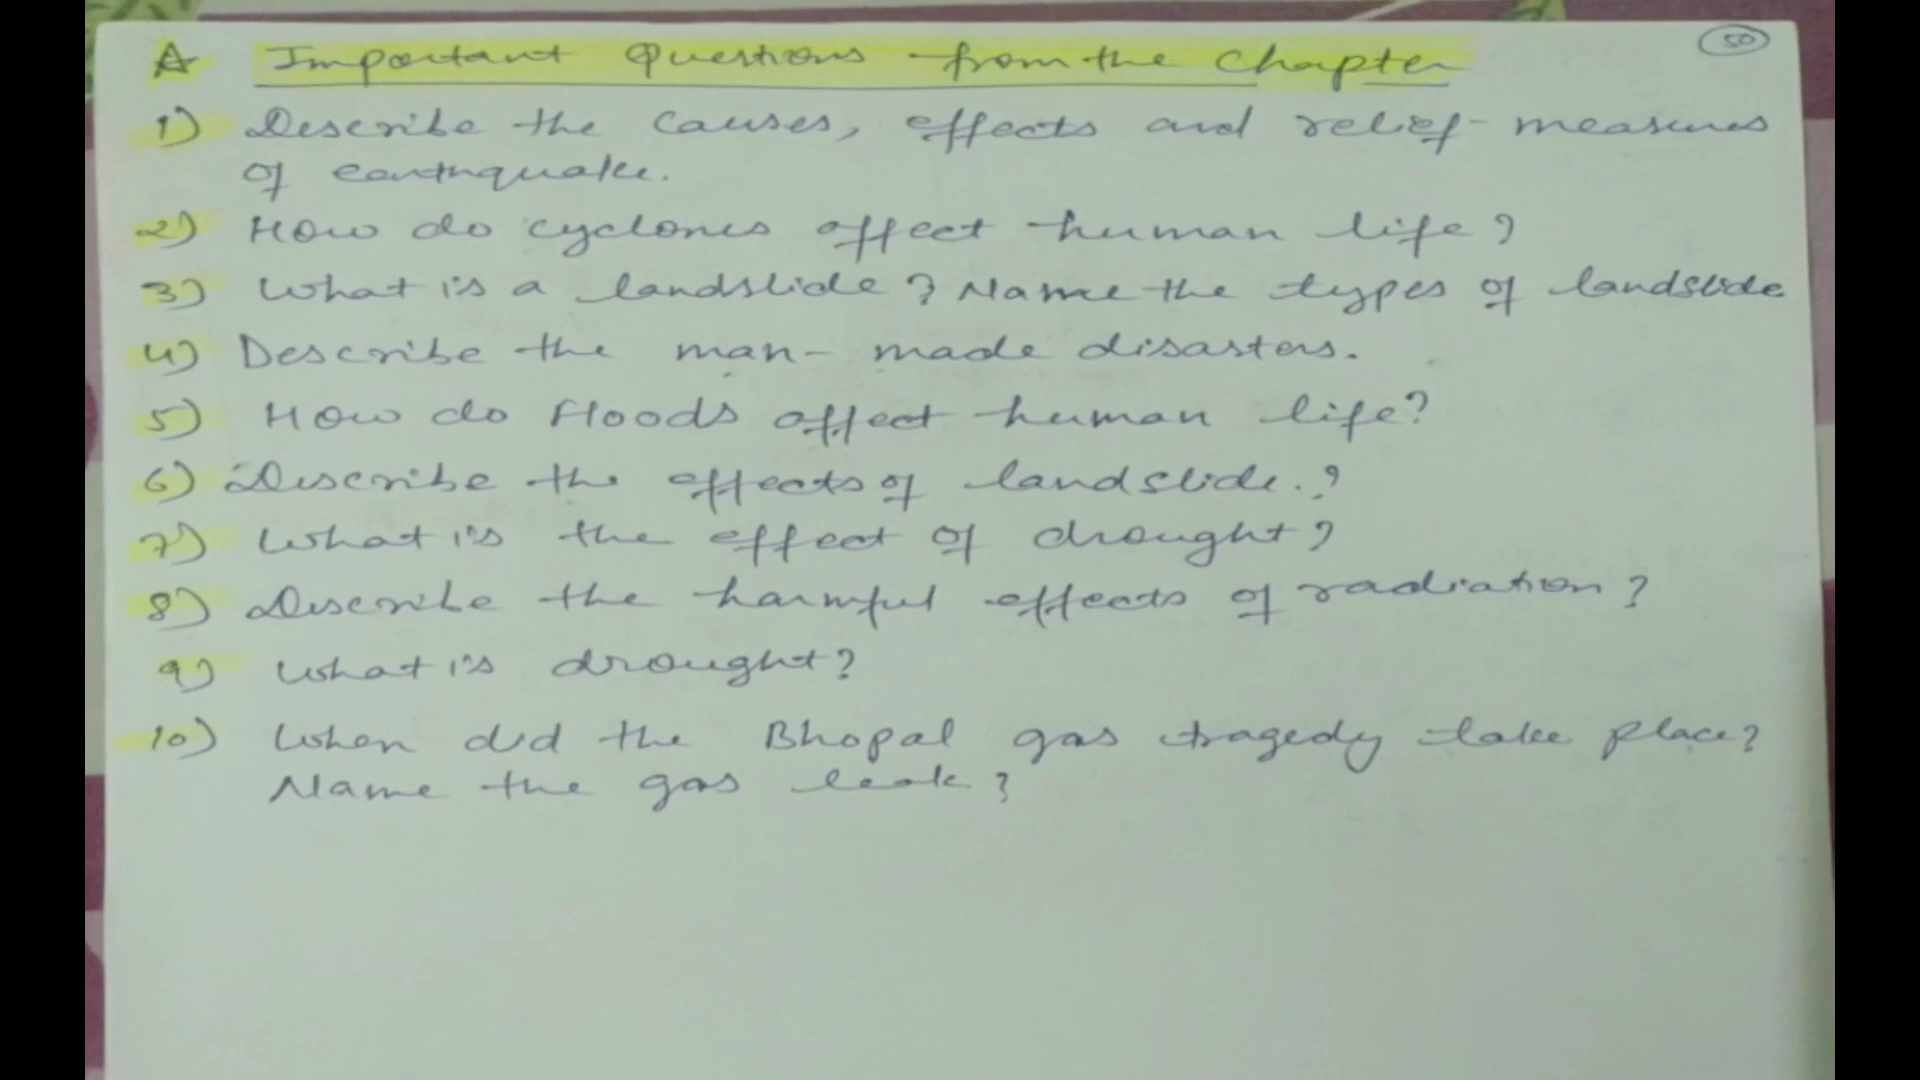 A Important Questions from the Chapter
50
1) Describe the causes, effects and relief-measures
of earthquake.
2) How do cyclones affect human life?
3) What is a landslide? Name the types of landslide
4) Describe the man-made disasters.
5) How do floods affect human life?
6) Describe the effects of landslide.?
7) What is the effect of drought?
8) Describe the harmful effects of radiation?
9) What is drought?
10) When did the Bhopal gas tragedy take place?
Name the gas leak?